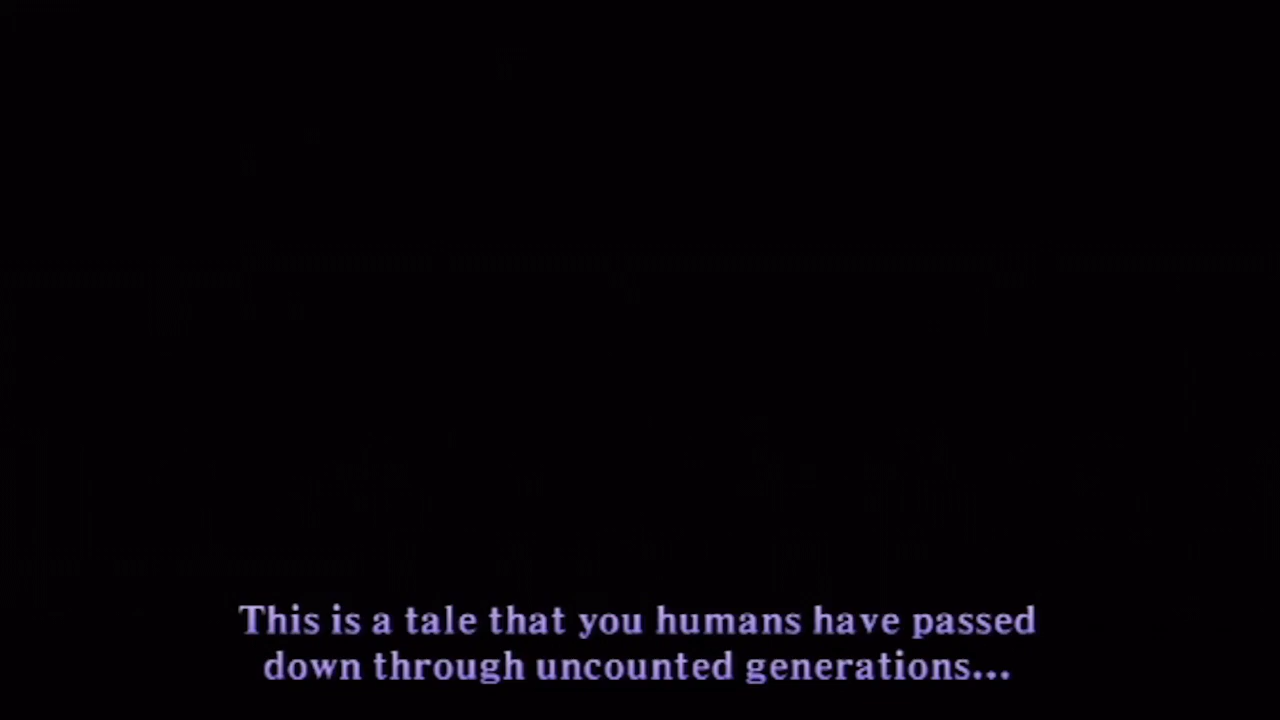 This is a tale that you humans have passed
down through uncounted generations...